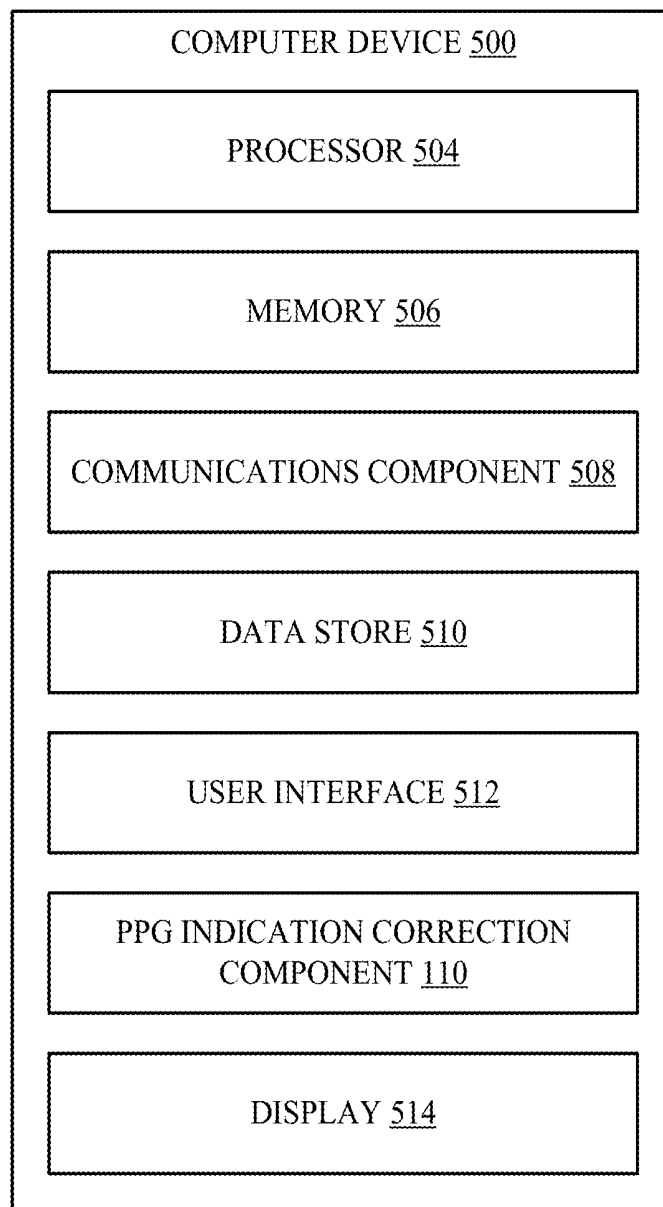 COMPUTER DEVICE 500
PROCESSOR 504
MEMORY 506
COMMUNICATIONS COMPONENT 508
DATA STORE 510
USER INTERFACE 512
PPG INDICATION CORRECTION
COMPONENT 110
DISPLAY 514